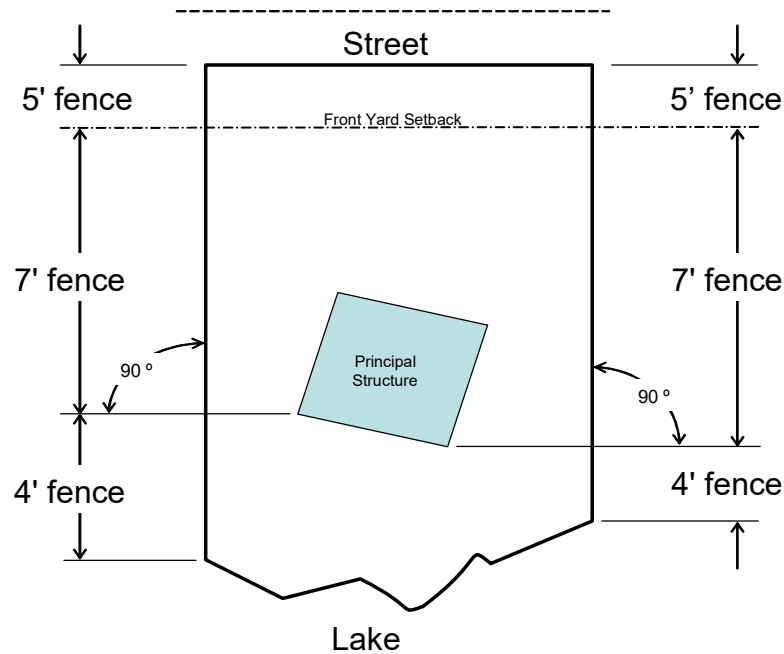 Street
5' fence
5’ fence
Front Yard Setback
7' fence
7' fence
Principal
Structure
90 º
90 º
4' fence
4' fence
Lake